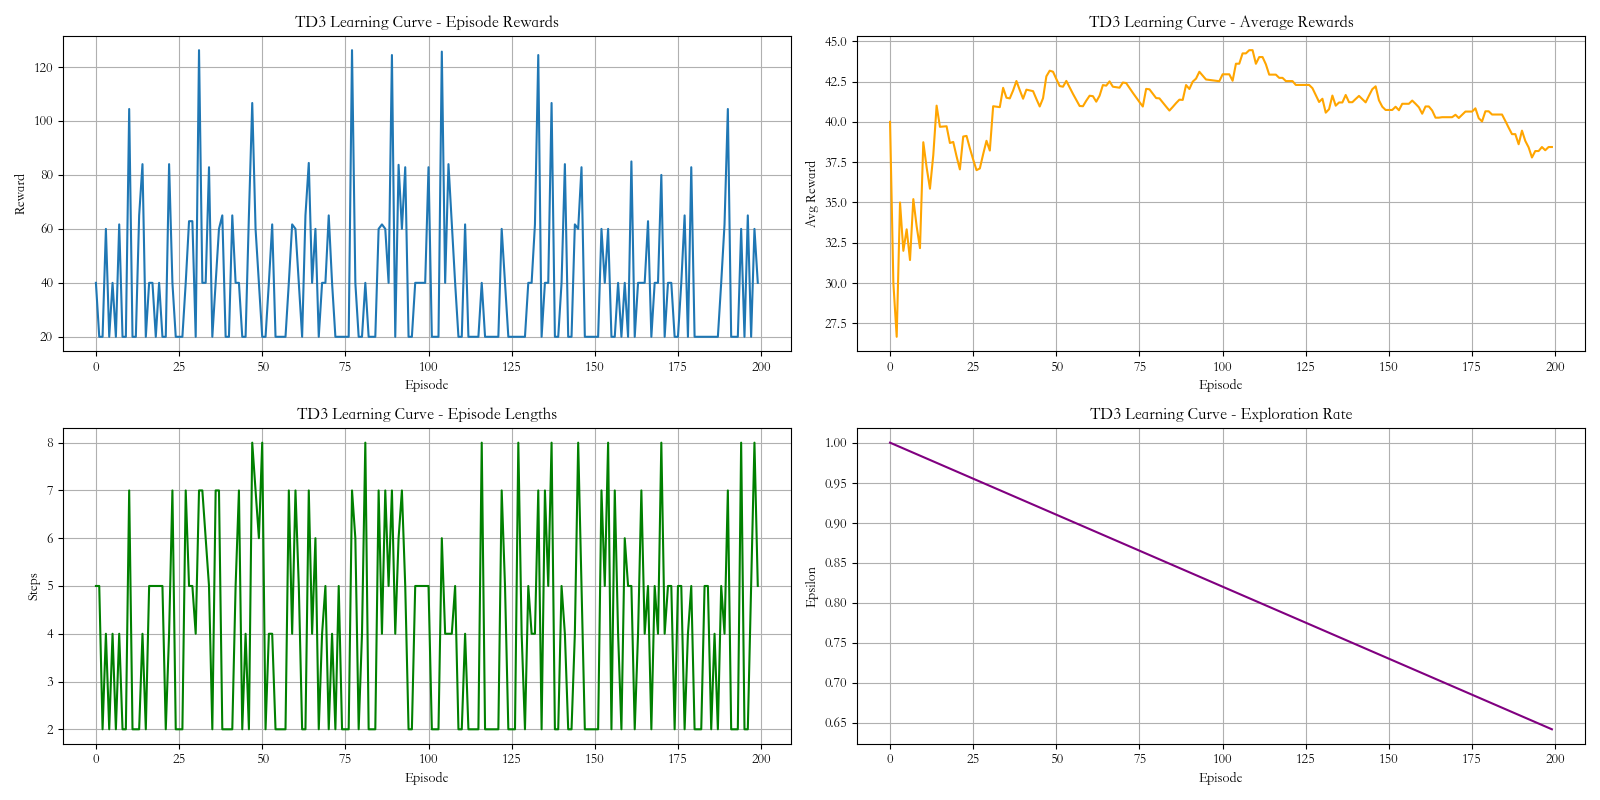 TD3 Learning Curve - Episode Rewards
120
100
80
60
40
20
Reward
0 25 50 75 100 125 150 175 200
Episode
TD3 Learning Curve - Average Rewards
45.0
42.5
40.0
37.5
35.0
32.5
30.0
27.5
Avg Reward
0 25 50 75 100 125 150 175 200
Episode
TD3 Learning Curve - Episode Lengths
8
7
6
5
4
3
2
Steps
0 25 50 75 100 125 150 175 200
Episode
TD3 Learning Curve - Exploration Rate
1.00
0.95
0.90
0.85
0.80
0.75
0.70
0.65
Epsilon
0 25 50 75 100 125 150 175 200
Episode